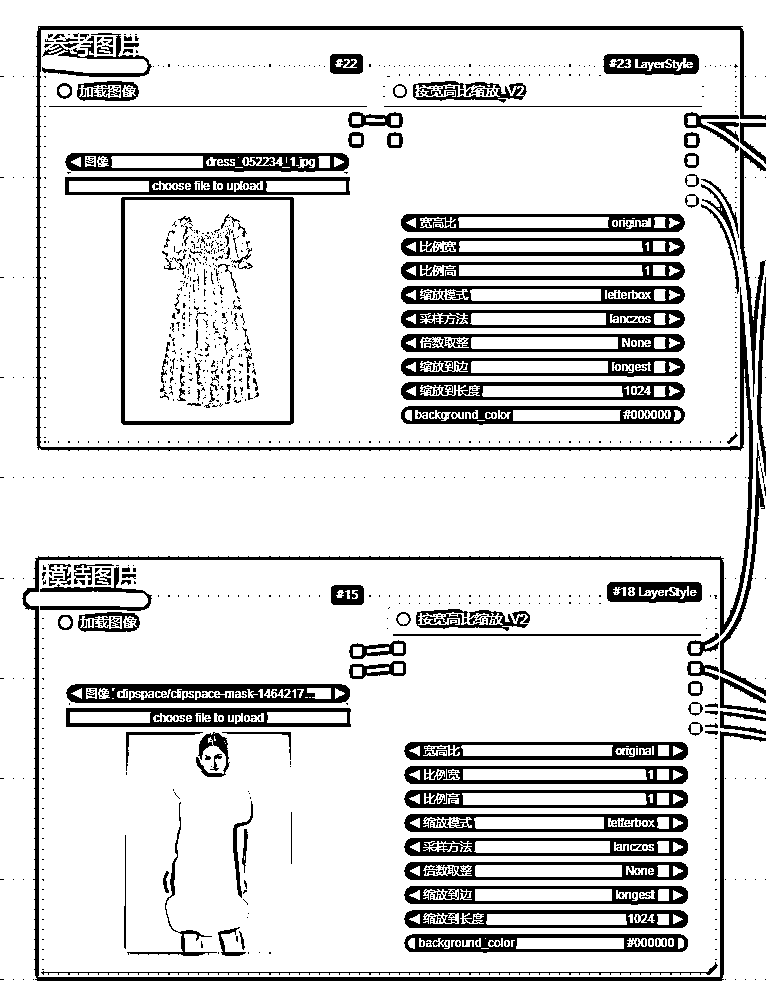 参考图片
#22
#23 LayerStyle
加载图像
按宽高比缩放_V2
图像 dress_052234_1.jpg
choose file to upload
宽高比 original
比例宽 1
比例高 1
缩放模式 letterbox
采样方法 lanczos
倍数取整 None
缩放到边 longest
缩放到长度 1024
background_color #000000
模特图片
#15
#18 LayerStyle
加载图像
按宽高比缩放_V2
图像 clipspace/clipspace-mask-1464217...
choose file to upload
宽高比 original
比例宽 1
比例高 1
缩放模式 letterbox
采样方法 lanczos
倍数取整 None
缩放到边 longest
缩放到长度 1024
background_color #000000